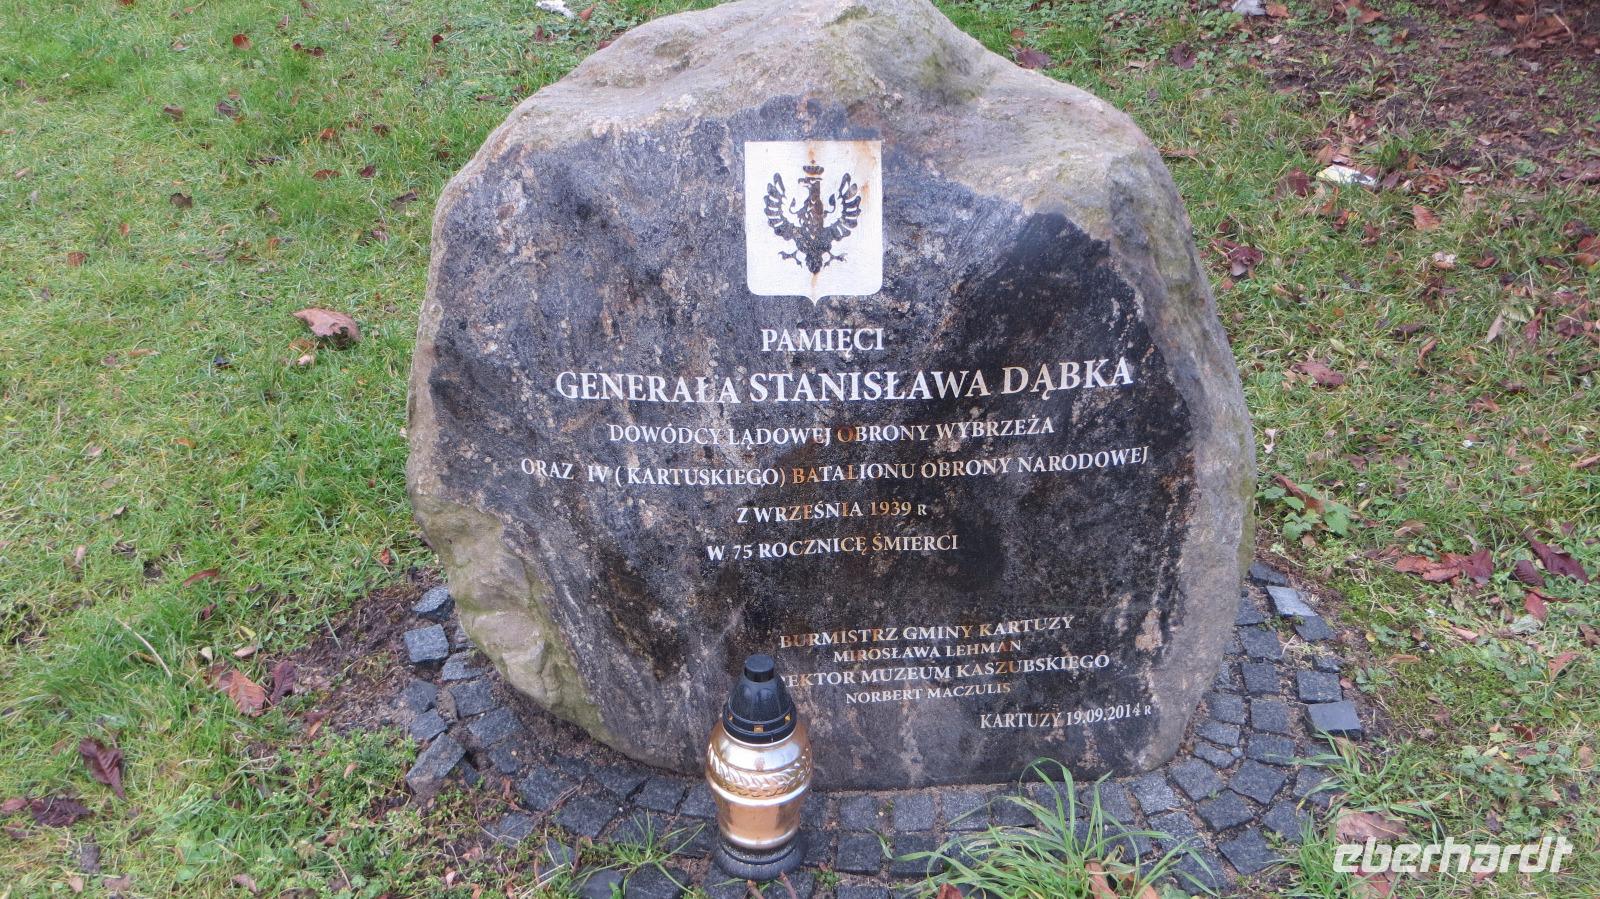 PAMIĘCI
GENERAŁA STANISŁAWA DĄBKA
DOWÓDCY LĄDOWEJ OBRONY WYBRZEŻA
ORAZ IV (KARTUSKIEGO) BATALIONU OBRONY NARODOWEJ
Z WRZEŚNIA 1939 R
W 75 ROCZNICĘ ŚMIERCI
BURMISTRZ GMINY KARTUZY
MIROSŁAWA LEHMAN
MUZEUM KASZUBSKIEGO
NORBERT MACZULIS
KARTUZY 19.09.2014 R
eberhardt